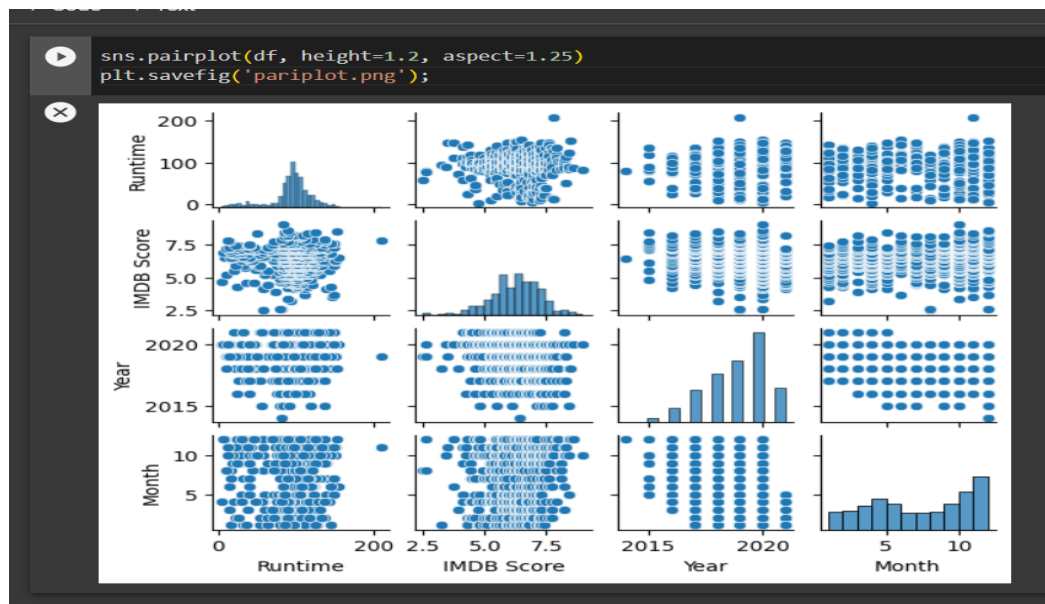 sns.pairplot(df, height=1.2, aspect=1.25)
plt.savefig('pariplot.png');
200
100
0
Runtime
7.5
5.0
2.5
IMDB Score
2020
2015
Year
10
5
Month
0 200 2.5 5.0 7.5 2015 2020 5 10
Runtime IMDB Score Year Month